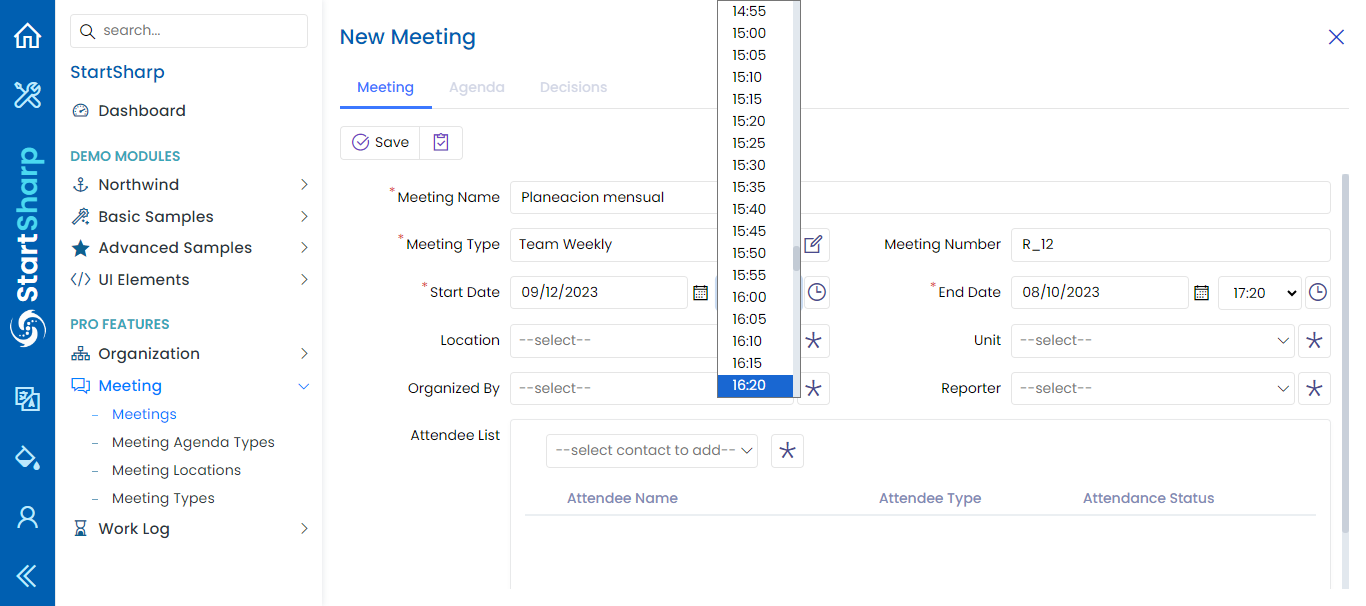 StartSharp
search...
StartSharp
Dashboard
DEMO MODULES
Northwind
Basic Samples
Advanced Samples
UI Elements
PRO FEATURES
Organization
Meeting
Meetings
Meeting Agenda Types
Meeting Locations
Meeting Types
Work Log
New Meeting
Meeting Agenda Decisions
Save
* Meeting Name Planeacion mensual
* Meeting Type Team Weekly
Meeting Number R_12
* Start Date 09/12/2023
* End Date 08/10/2023 17:20
Location --select--
Unit --select--
Organized By --select--
Reporter --select--
Attendee List
--select contact to add--
Attendee Name Attendee Type Attendance Status
14:55
15:00
15:05
15:10
15:15
15:20
15:25
15:30
15:35
15:40
15:45
15:50
15:55
16:00
16:05
16:10
16:15
16:20